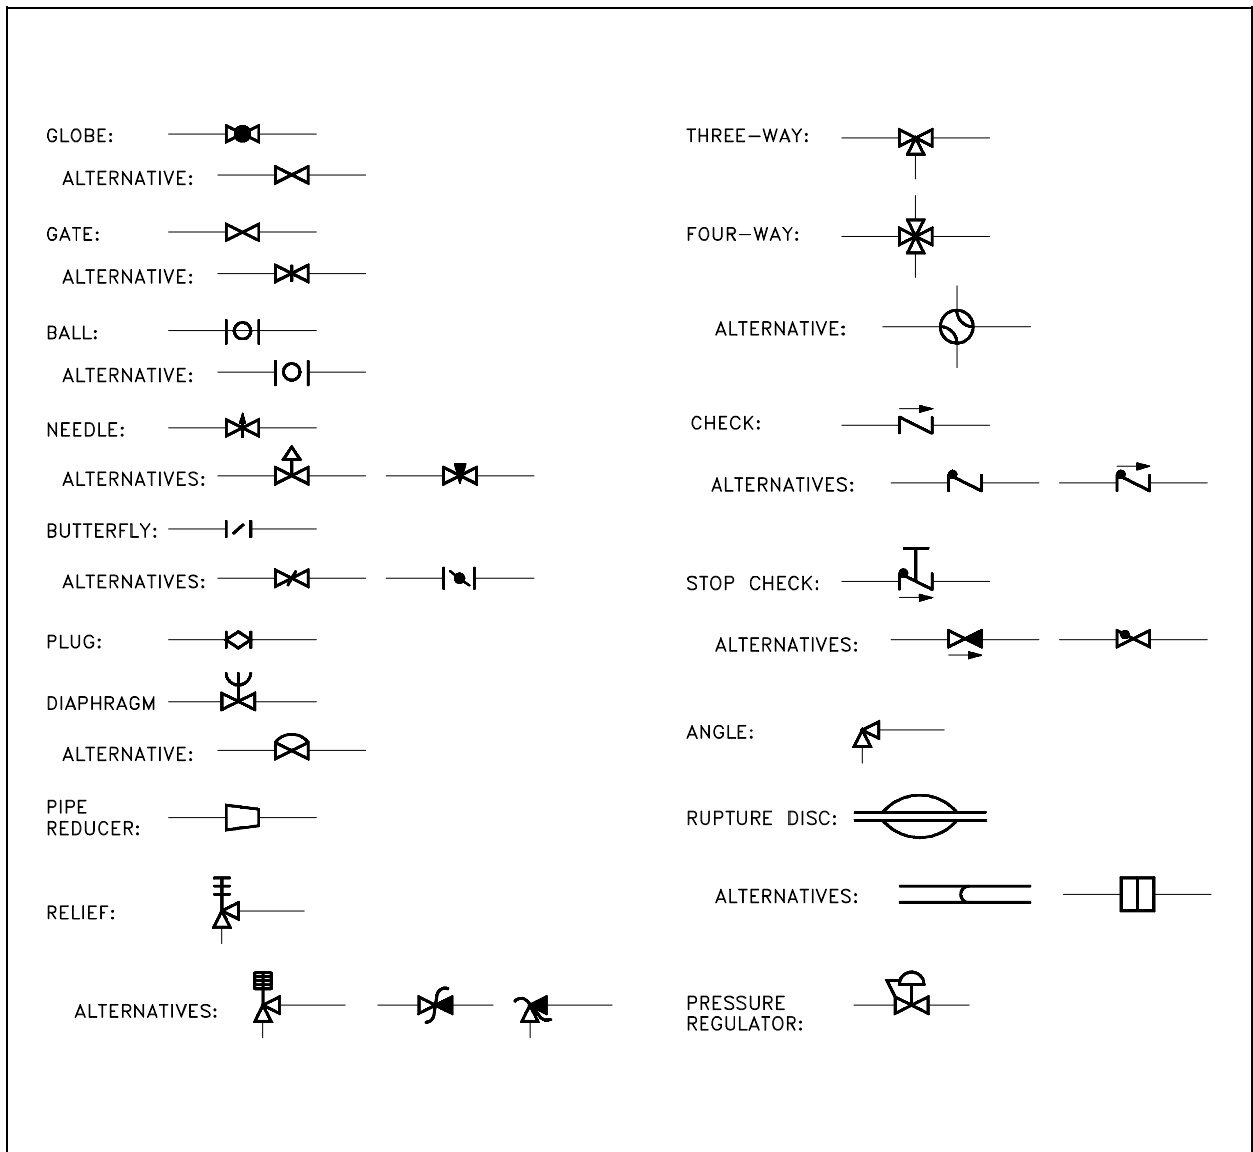 GLOBE:
ALTERNATIVE:
GATE:
ALTERNATIVE:
BALL:
ALTERNATIVE:
NEEDLE:
ALTERNATIVES:
BUTTERFLY:
ALTERNATIVES:
PLUG:
DIAPHRAGM
ALTERNATIVE:
PIPE
REDUCER:
RELIEF:
ALTERNATIVES:
THREE-WAY:
FOUR-WAY:
ALTERNATIVE:
CHECK:
ALTERNATIVES:
STOP CHECK:
ALTERNATIVES:
ANGLE:
RUPTURE DISC:
ALTERNATIVES:
PRESSURE
REGULATOR: